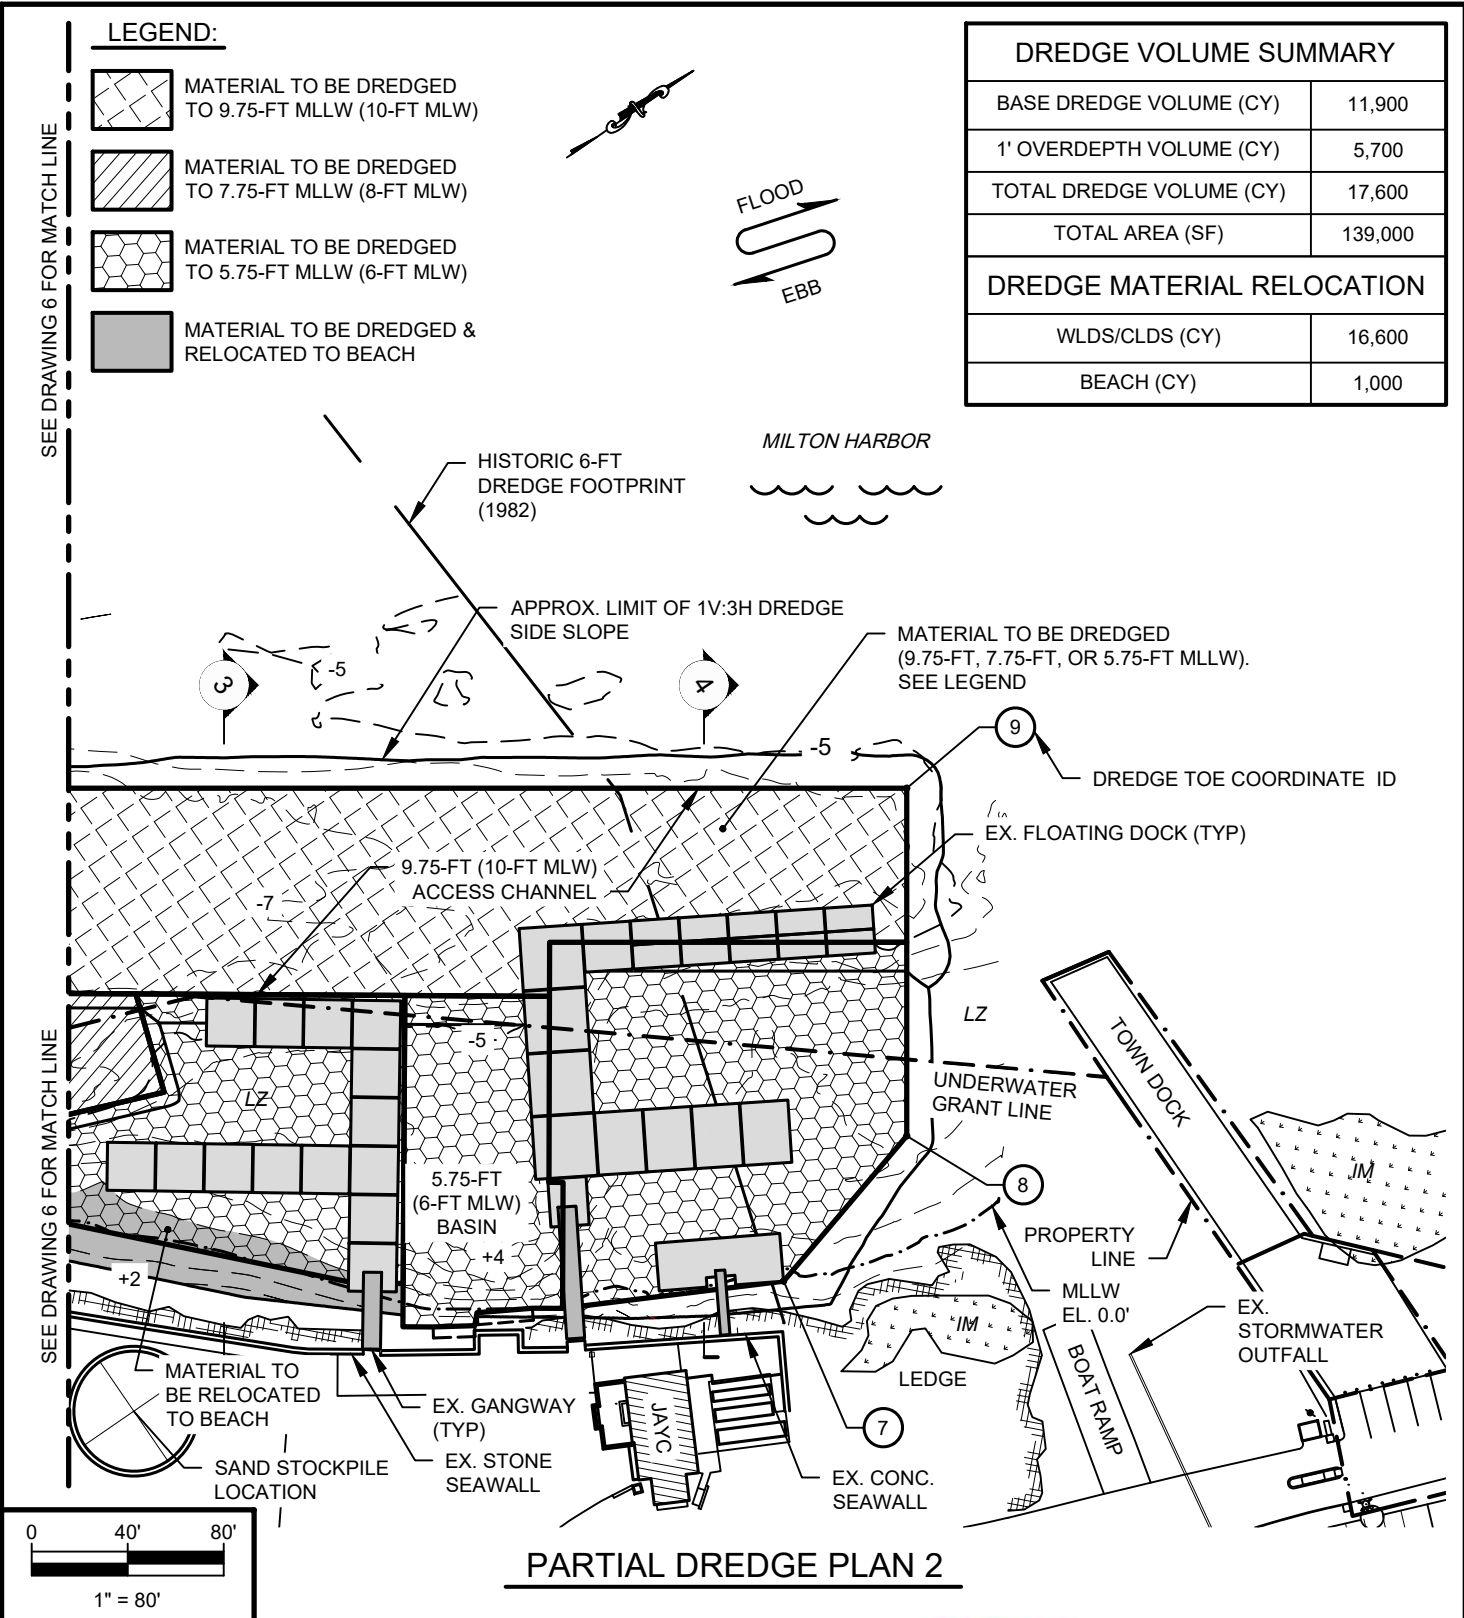 LEGEND:
MATERIAL TO BE DREDGED
TO 9.75-FT MLLW (10-FT MLW)
MATERIAL TO BE DREDGED
TO 7.75-FT MLLW (8-FT MLW)
MATERIAL TO BE DREDGED
TO 5.75-FT MLLW (6-FT MLW)
MATERIAL TO BE DREDGED &
RELOCATED TO BEACH
SEE DRAWING 6 FOR MATCH LINE
FLOOD
EBB
DREDGE VOLUME SUMMARY
BASE DREDGE VOLUME (CY) 11,900
1' OVERDEPTH VOLUME (CY) 5,700
TOTAL DREDGE VOLUME (CY) 17,600
TOTAL AREA (SF) 139,000
DREDGE MATERIAL RELOCATION
WLDS/CLDS (CY) 16,600
BEACH (CY) 1,000
MILTON HARBOR
HISTORIC 6-FT
DREDGE FOOTPRINT
(1982)
APPROX. LIMIT OF 1V:3H DREDGE
SIDE SLOPE
MATERIAL TO BE DREDGED
(9.75-FT, 7.75-FT, OR 5.75-FT MLLW).
SEE LEGEND
3
-5
4
9
-5
DREDGE TOE COORDINATE ID
EX. FLOATING DOCK (TYP)
9.75-FT (10-FT MLW)
ACCESS CHANNEL
-7
LZ
-5
LZ
TOWN DOCK
UNDERWATER
GRANT LINE
SEE DRAWING 6 FOR MATCH LINE
5.75-FT
(6-FT MLW)
BASIN
+4
8
IM
PROPERTY
LINE
+2
MLLW
EL. 0.0'
IM
EX.
STORMWATER
OUTFALL
MATERIAL TO
BE RELOCATED
TO BEACH
LEDGE
BOAT RAMP
EX. GANGWAY
(TYP)
JAYC
7
EX. STONE
SEAWALL
SAND STOCKPILE
LOCATION
EX. CONC.
SEAWALL
0 40' 80'
1" = 80'
PARTIAL DREDGE PLAN 2